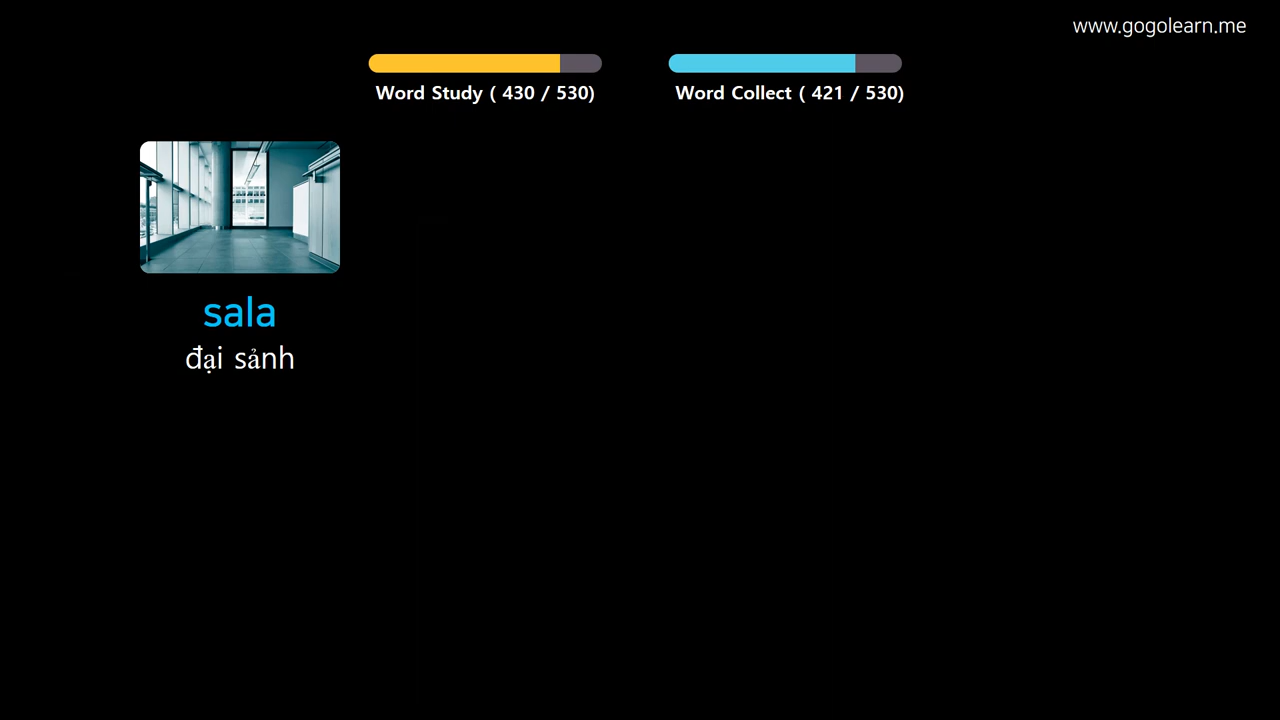 www.gogolearn.me
Word Study ( 430 / 530)
Word Collect ( 421 / 530)
sala
đại sảnh